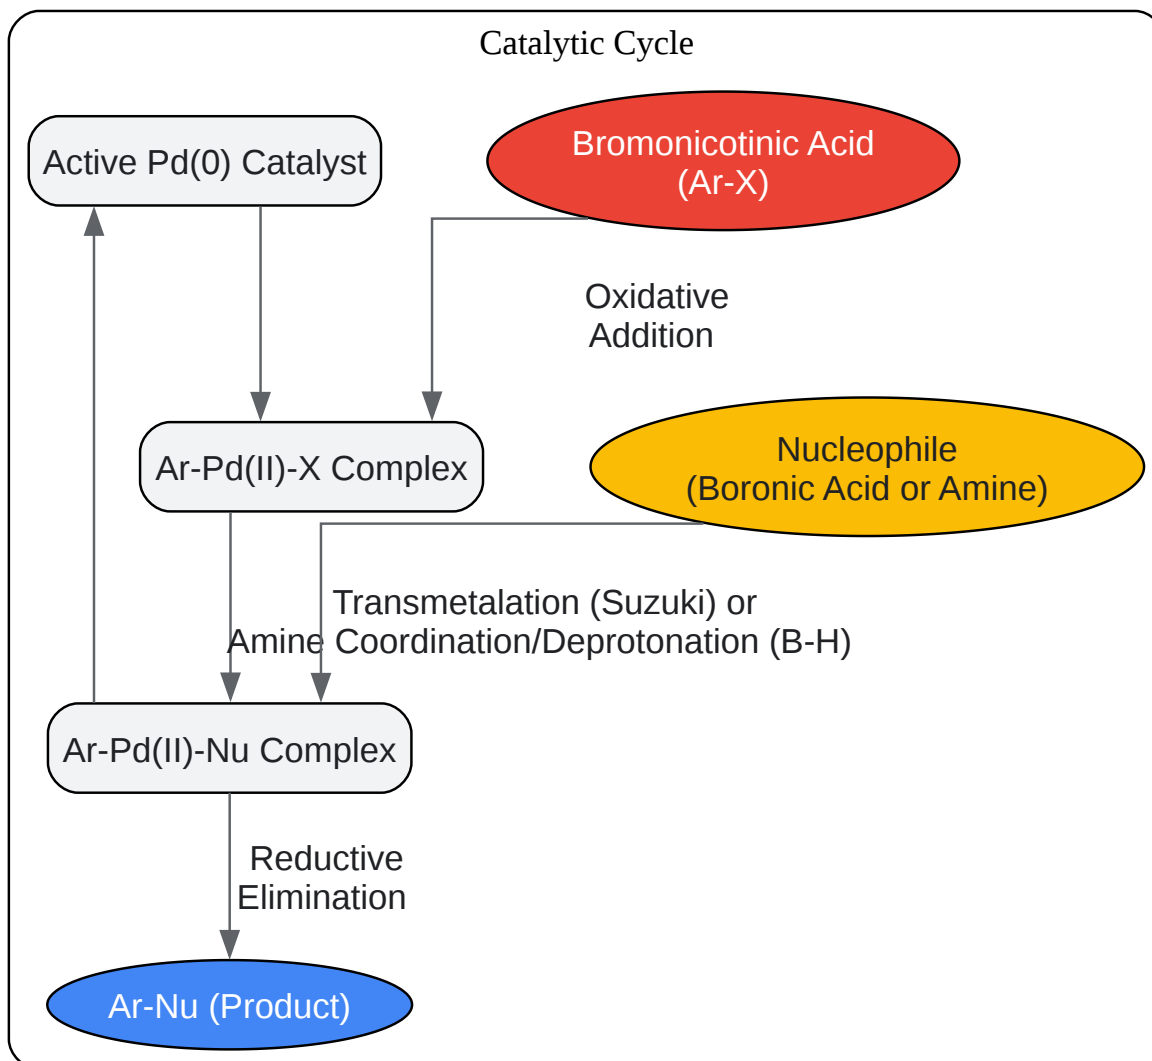 Catalytic Cycle
Active Pd(0) Catalyst
Bromonicotinic Acid
(Ar-X)
Oxidative
Addition
Ar-Pd(II)-X Complex
Nucleophile
(Boronic Acid or Amine)
Transmetalation (Suzuki) or
Amine Coordination/Deprotonation (B-H)
Ar-Pd(II)-Nu Complex
Reductive
Elimination
Ar-Nu (Product)